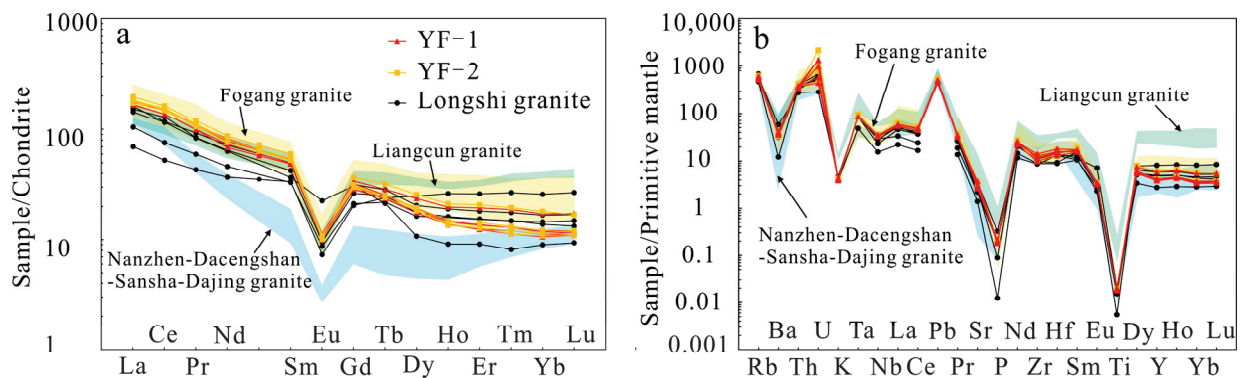 1000
100
10
1
Sample/Chondrite
a
YF-1
YF-2
Longshi granite
Fogang granite
Liangcun granite
Nanzhen-Dacengshan
-Sansha-Dajing granite
Ce Nd Eu Tb Ho Tm Lu
La Pr Sm Gd Dy Er Yb
10,000
1000
100
10
1
0.1
0.01
0.001
Sample/Primitive mantle
b
Fogang granite
Liangcun granite
Nanzhen-Dacengshan
-Sansha-Dajing
granite
Ba U Ta La Pb Sr Nd Hf Eu Dy Ho Lu
Rb Th K Nb Ce Pr P Zr Sm Ti Y Yb